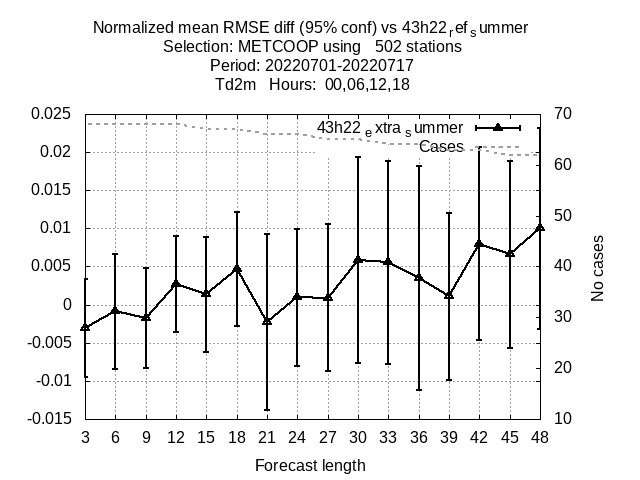 Normalized mean RMSE diff (95% conf) vs 43h22refsummer
Selection: METCOOP using 502 stations
Period: 20220701-20220717
Td2m Hours: 00,06,12,18
43h22extrasummer
Cases
0.025
0.02
0.015
0.01
0.005
0
-0.005
-0.01
-0.015
70
60
50
40
30
20
10
No cases
3 6 9 12 15 18 21 24 27 30 33 36 39 42 45 48
Forecast length